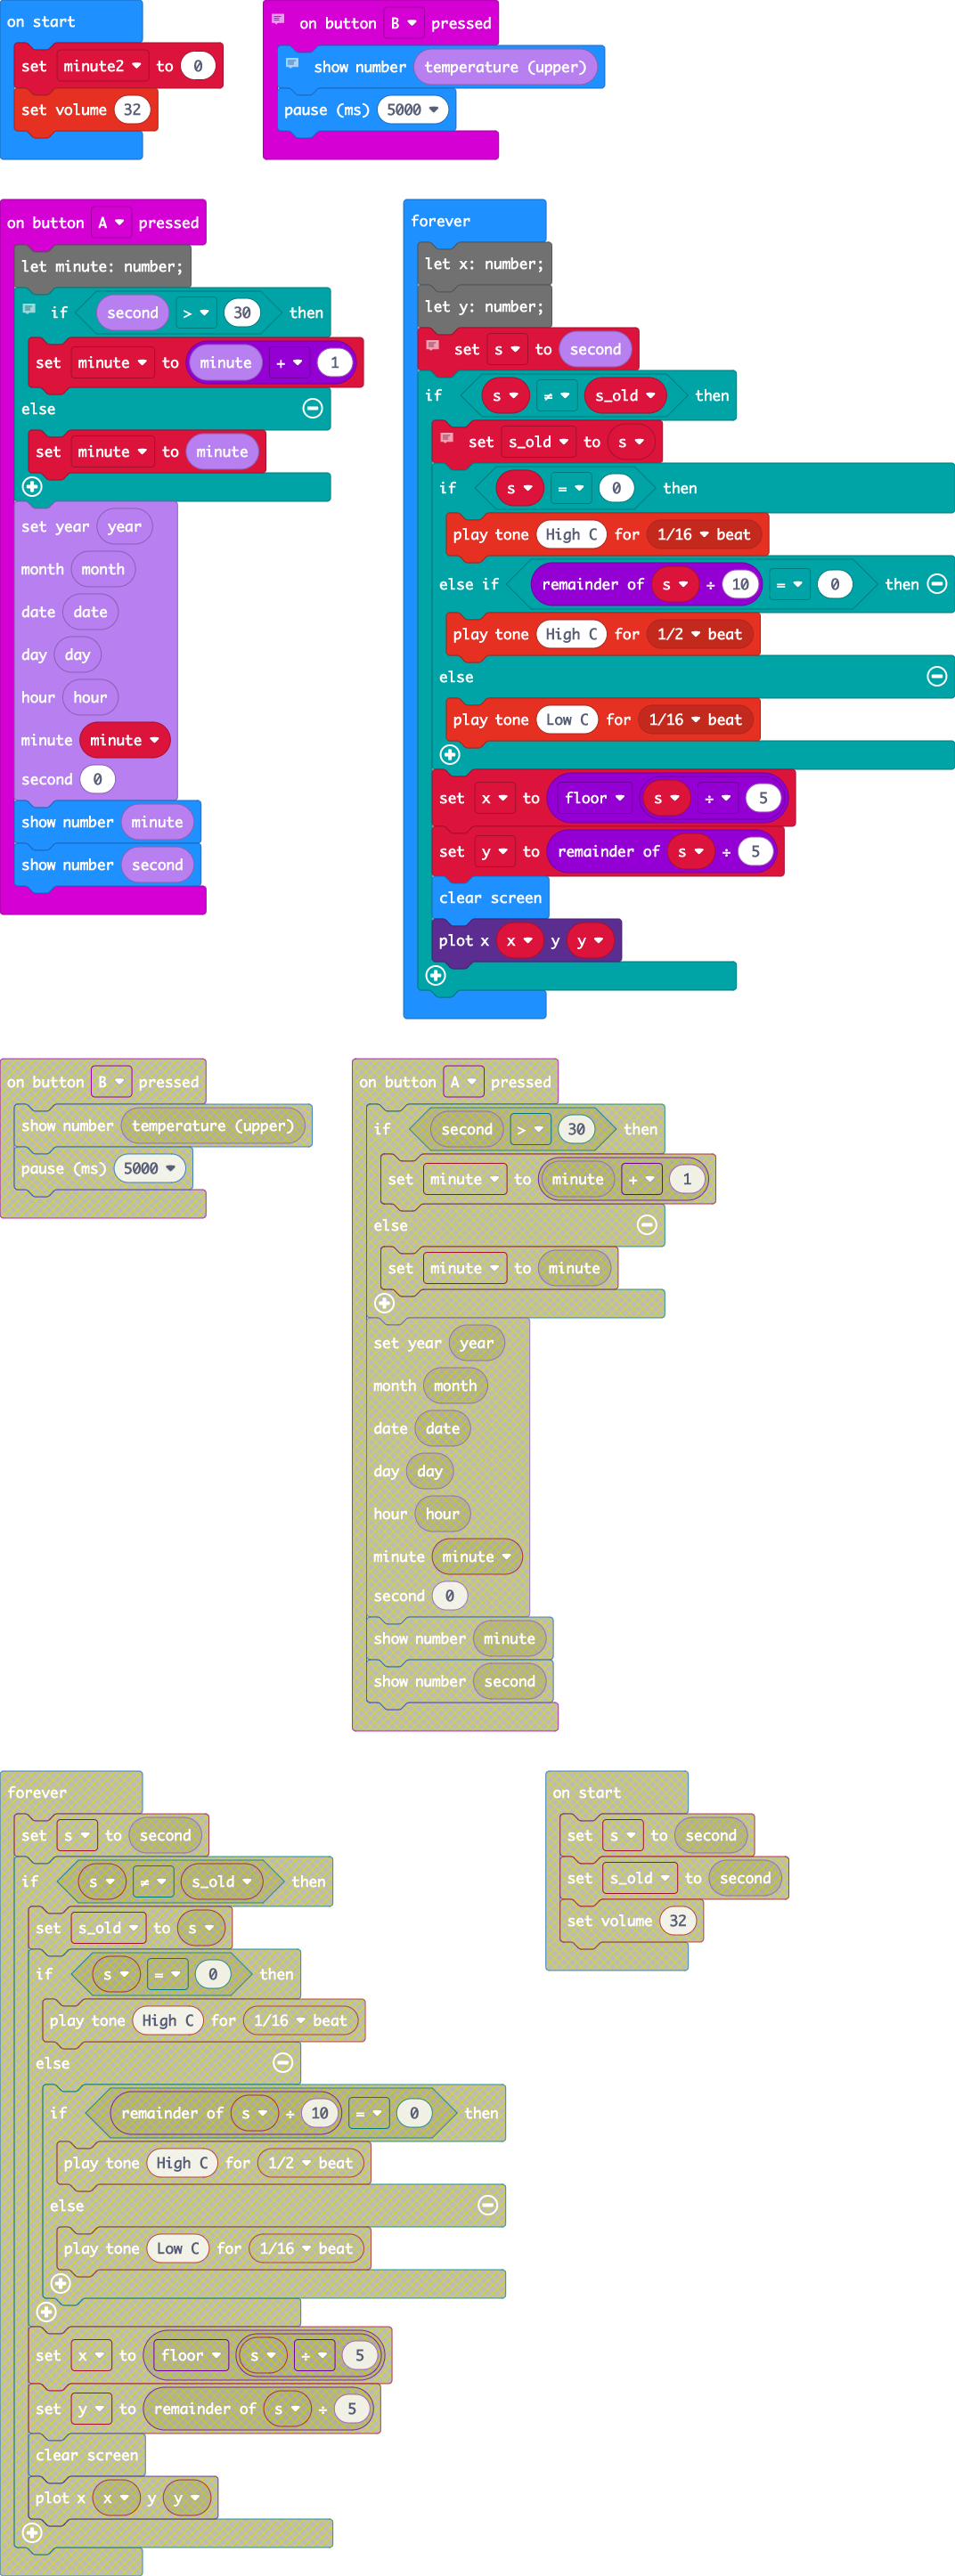 on start
set minute2 to 0
set volume 32
on button B pressed
show number temperature (upper)
pause (ms) 5000
on button A pressed
let minute: number;
if second > 30 then
set minute to minute + 1
else
set minute to minute
set year year
month month
date date
day day
hour hour
minute minute
second 0
show number minute
show number second
forever
let x: number;
let y: number;
set s to second
if s ≠ s_old then
set s_old to s
if s = 0 then
play tone High C for 1/16 beat
else if remainder of s ÷ 10 = 0 then
play tone High C for 1/2 beat
else
play tone Low C for 1/16 beat
set x to floor s ÷ 5
set y to remainder of s ÷ 5
clear screen
plot x x y y
on button B pressed
show number temperature (upper)
pause (ms) 5000
on button A pressed
if second > 30 then
set minute to minute + 1
else
set minute to minute
set year year
month month
date date
day day
hour hour
minute minute
second 0
show number minute
show number second
forever
set s to second
if s ≠ s_old then
set s_old to s
if s = 0 then
play tone High C for 1/16 beat
else
if remainder of s ÷ 10 = 0 then
play tone High C for 1/2 beat
else
play tone Low C for 1/16 beat
set x to floor s ÷ 5
set y to remainder of s ÷ 5
clear screen
plot x x y y
on start
set s to second
set s_old to second
set volume 32